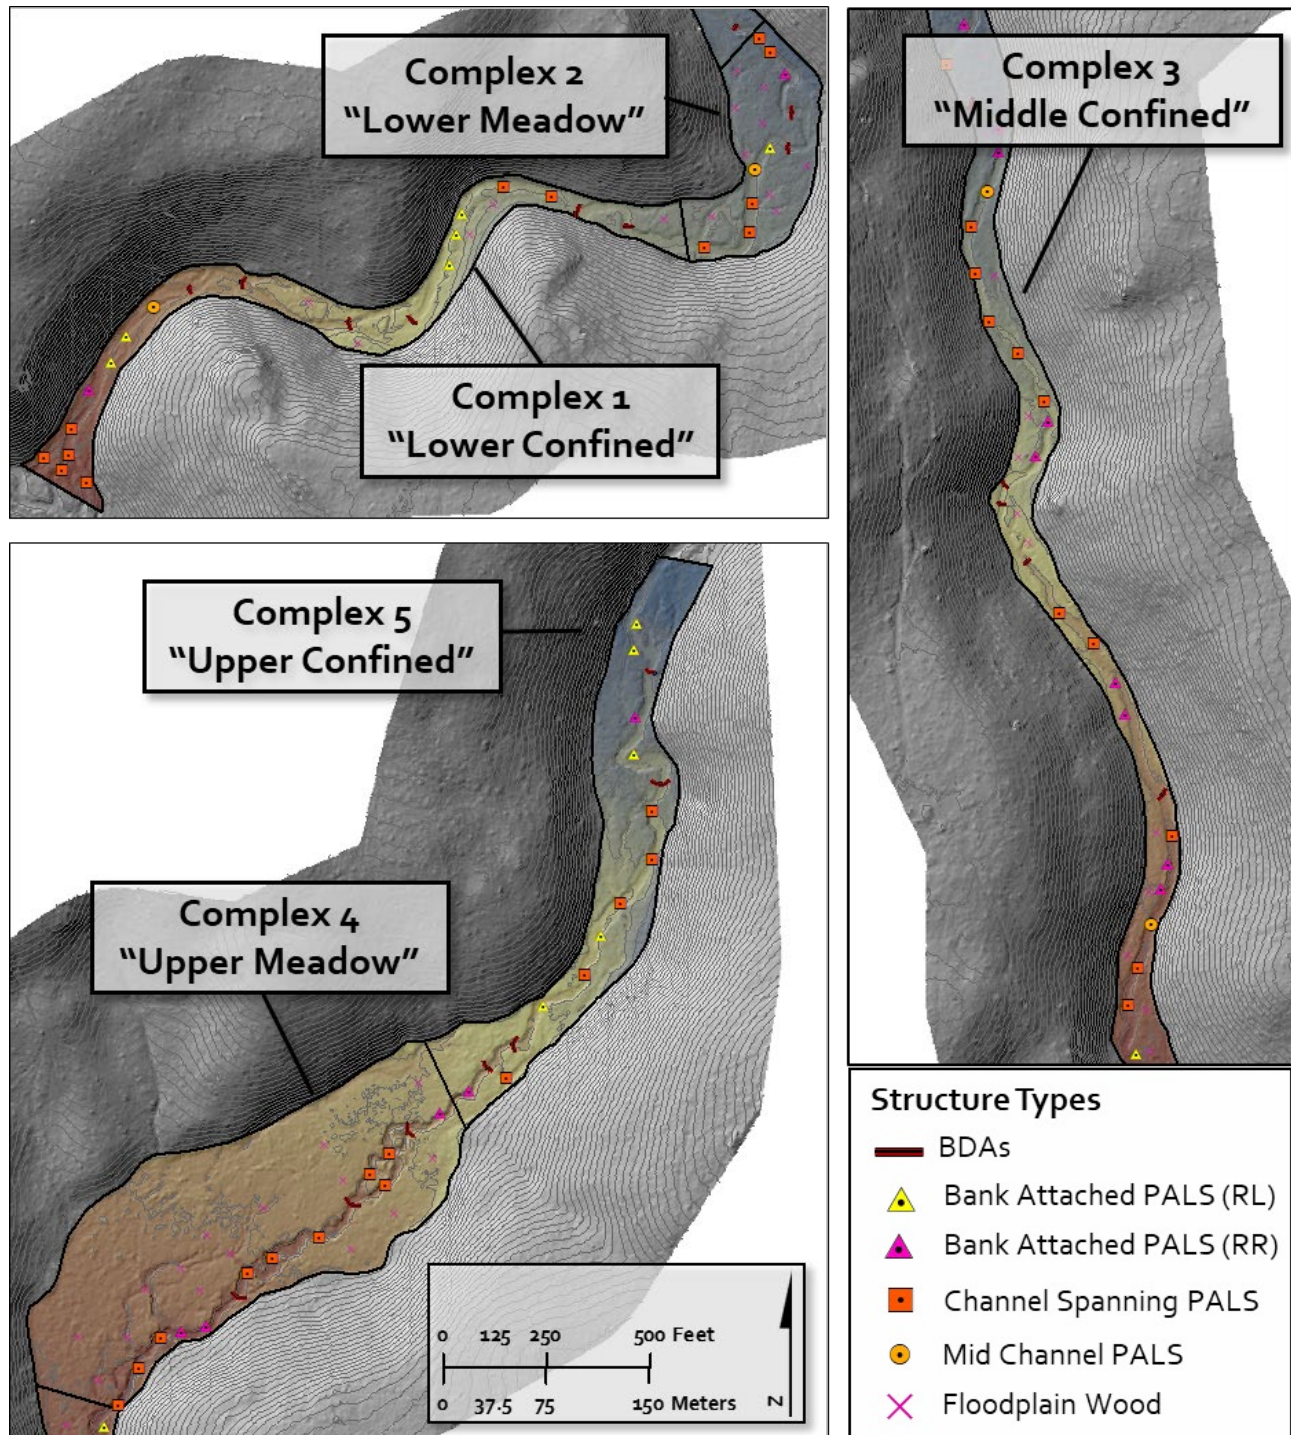 Complex 2
“Lower Meadow”
Complex 1
“Lower Confined”
Complex 3
“Middle Confined”
Complex 5
“Upper Confined”
Complex 4
“Upper Meadow”
0 125 250 500 Feet
0 37.5 75 150 Meters
N
Structure Types
BDAs
Bank Attached PALS (RL)
Bank Attached PALS (RR)
Channel Spanning PALS
Mid Channel PALS
Floodplain Wood